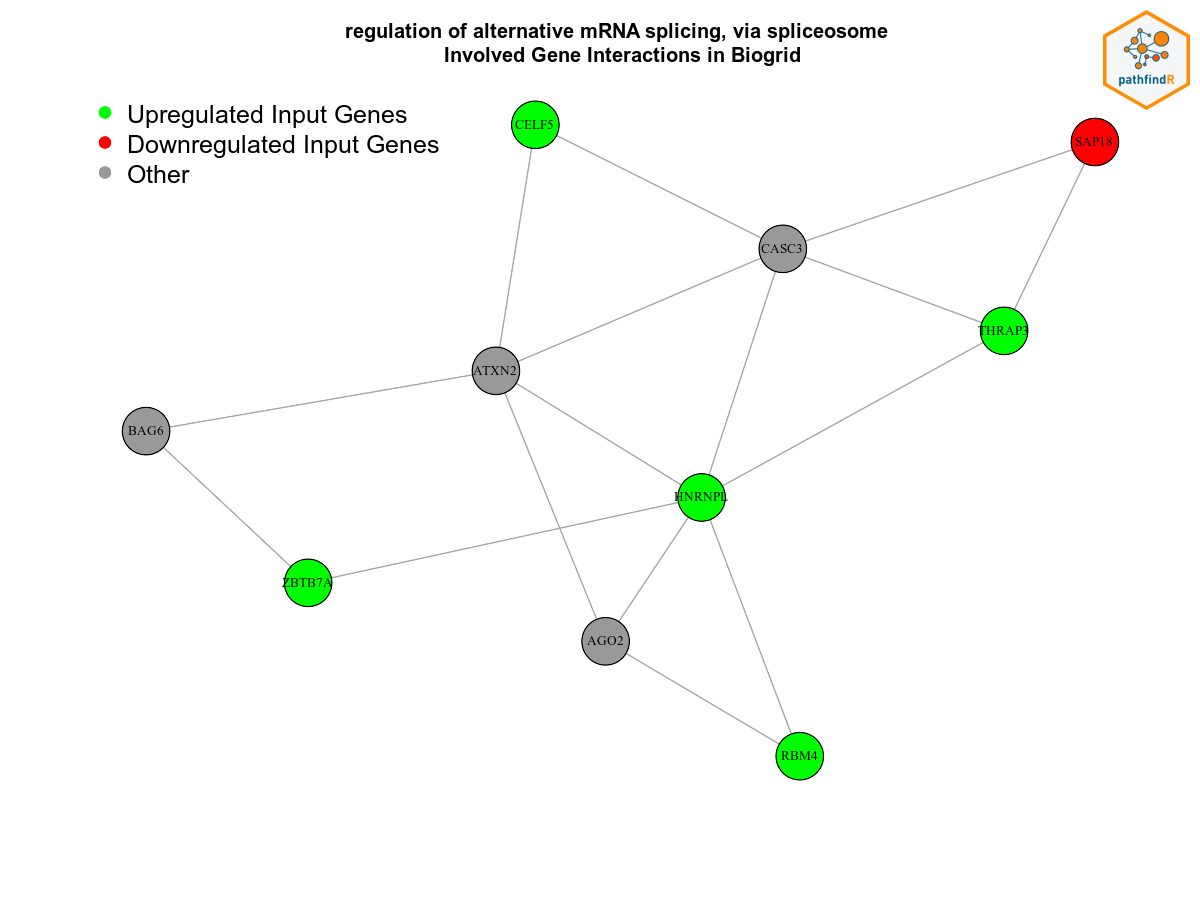 regulation of alternative mRNA splicing, via spliceosome
Involved Gene Interactions in Biogrid
pathfindR
Upregulated Input Genes
Downregulated Input Genes
Other
CELF5
SAP18
CASC3
THRAP3
ATXN2
BAG6
HNRNPL
ZBTB7A
AGO2
RBM4